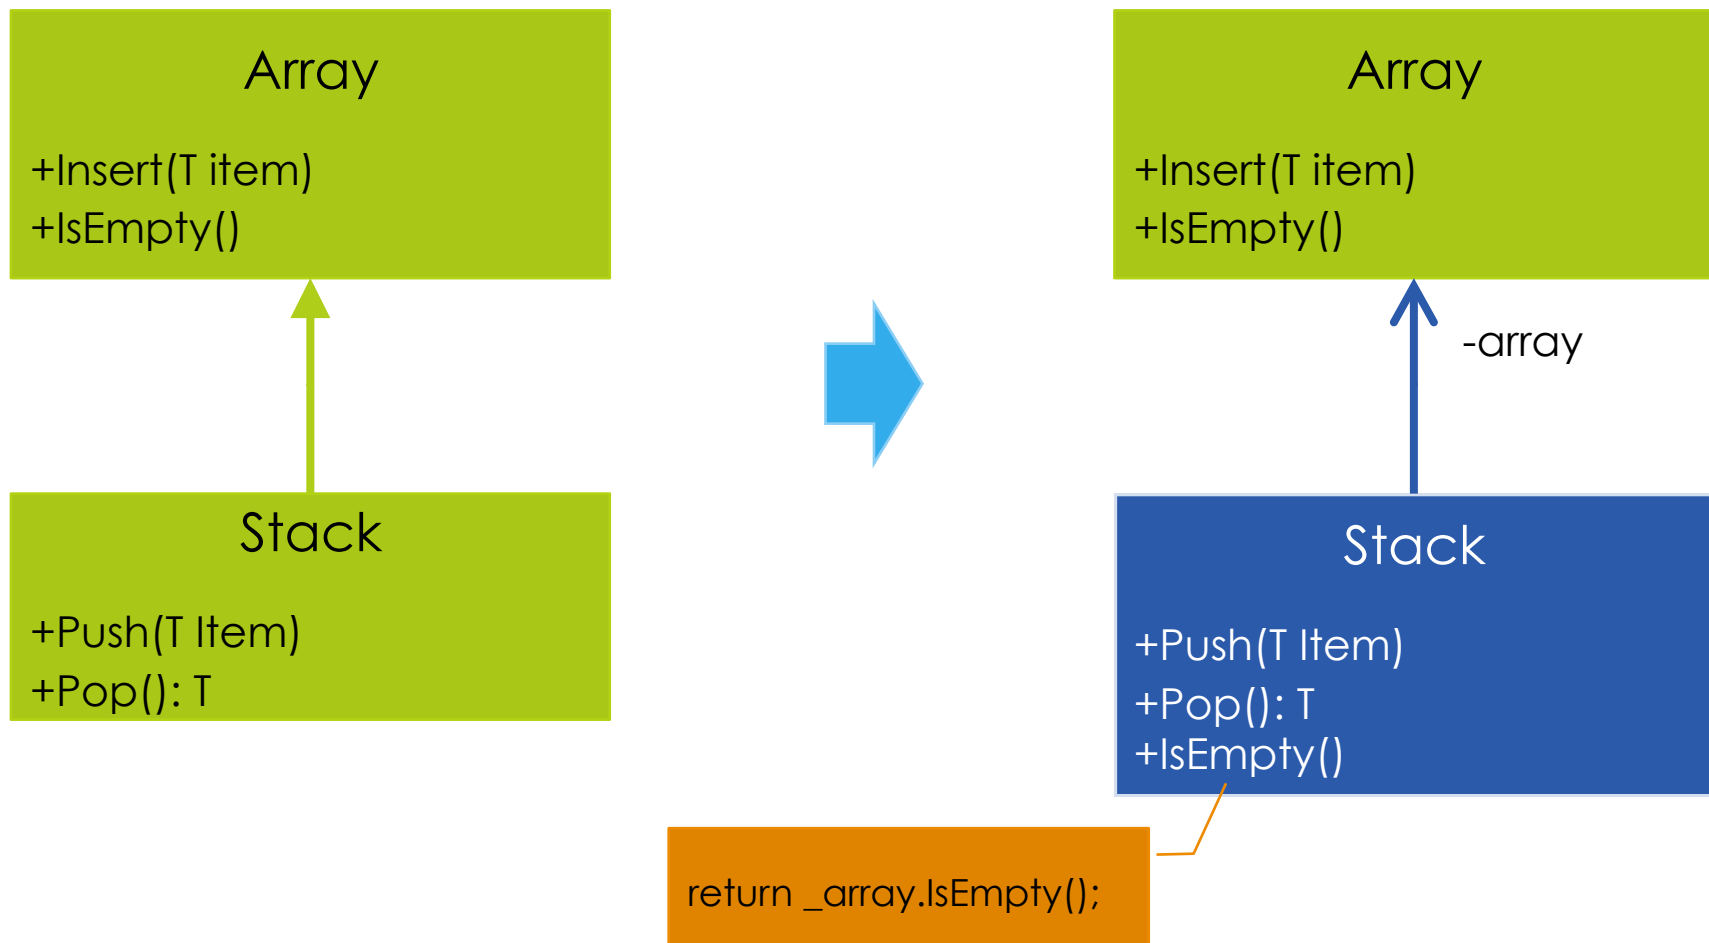 Array
+Insert(T item)
+IsEmpty()
Stack
+Push(T Item)
+Pop(): T
Array
+Insert(T item)
+IsEmpty()
-array
Stack
+Push(T Item)
+Pop(): T
+IsEmpty()
return _array.IsEmpty();